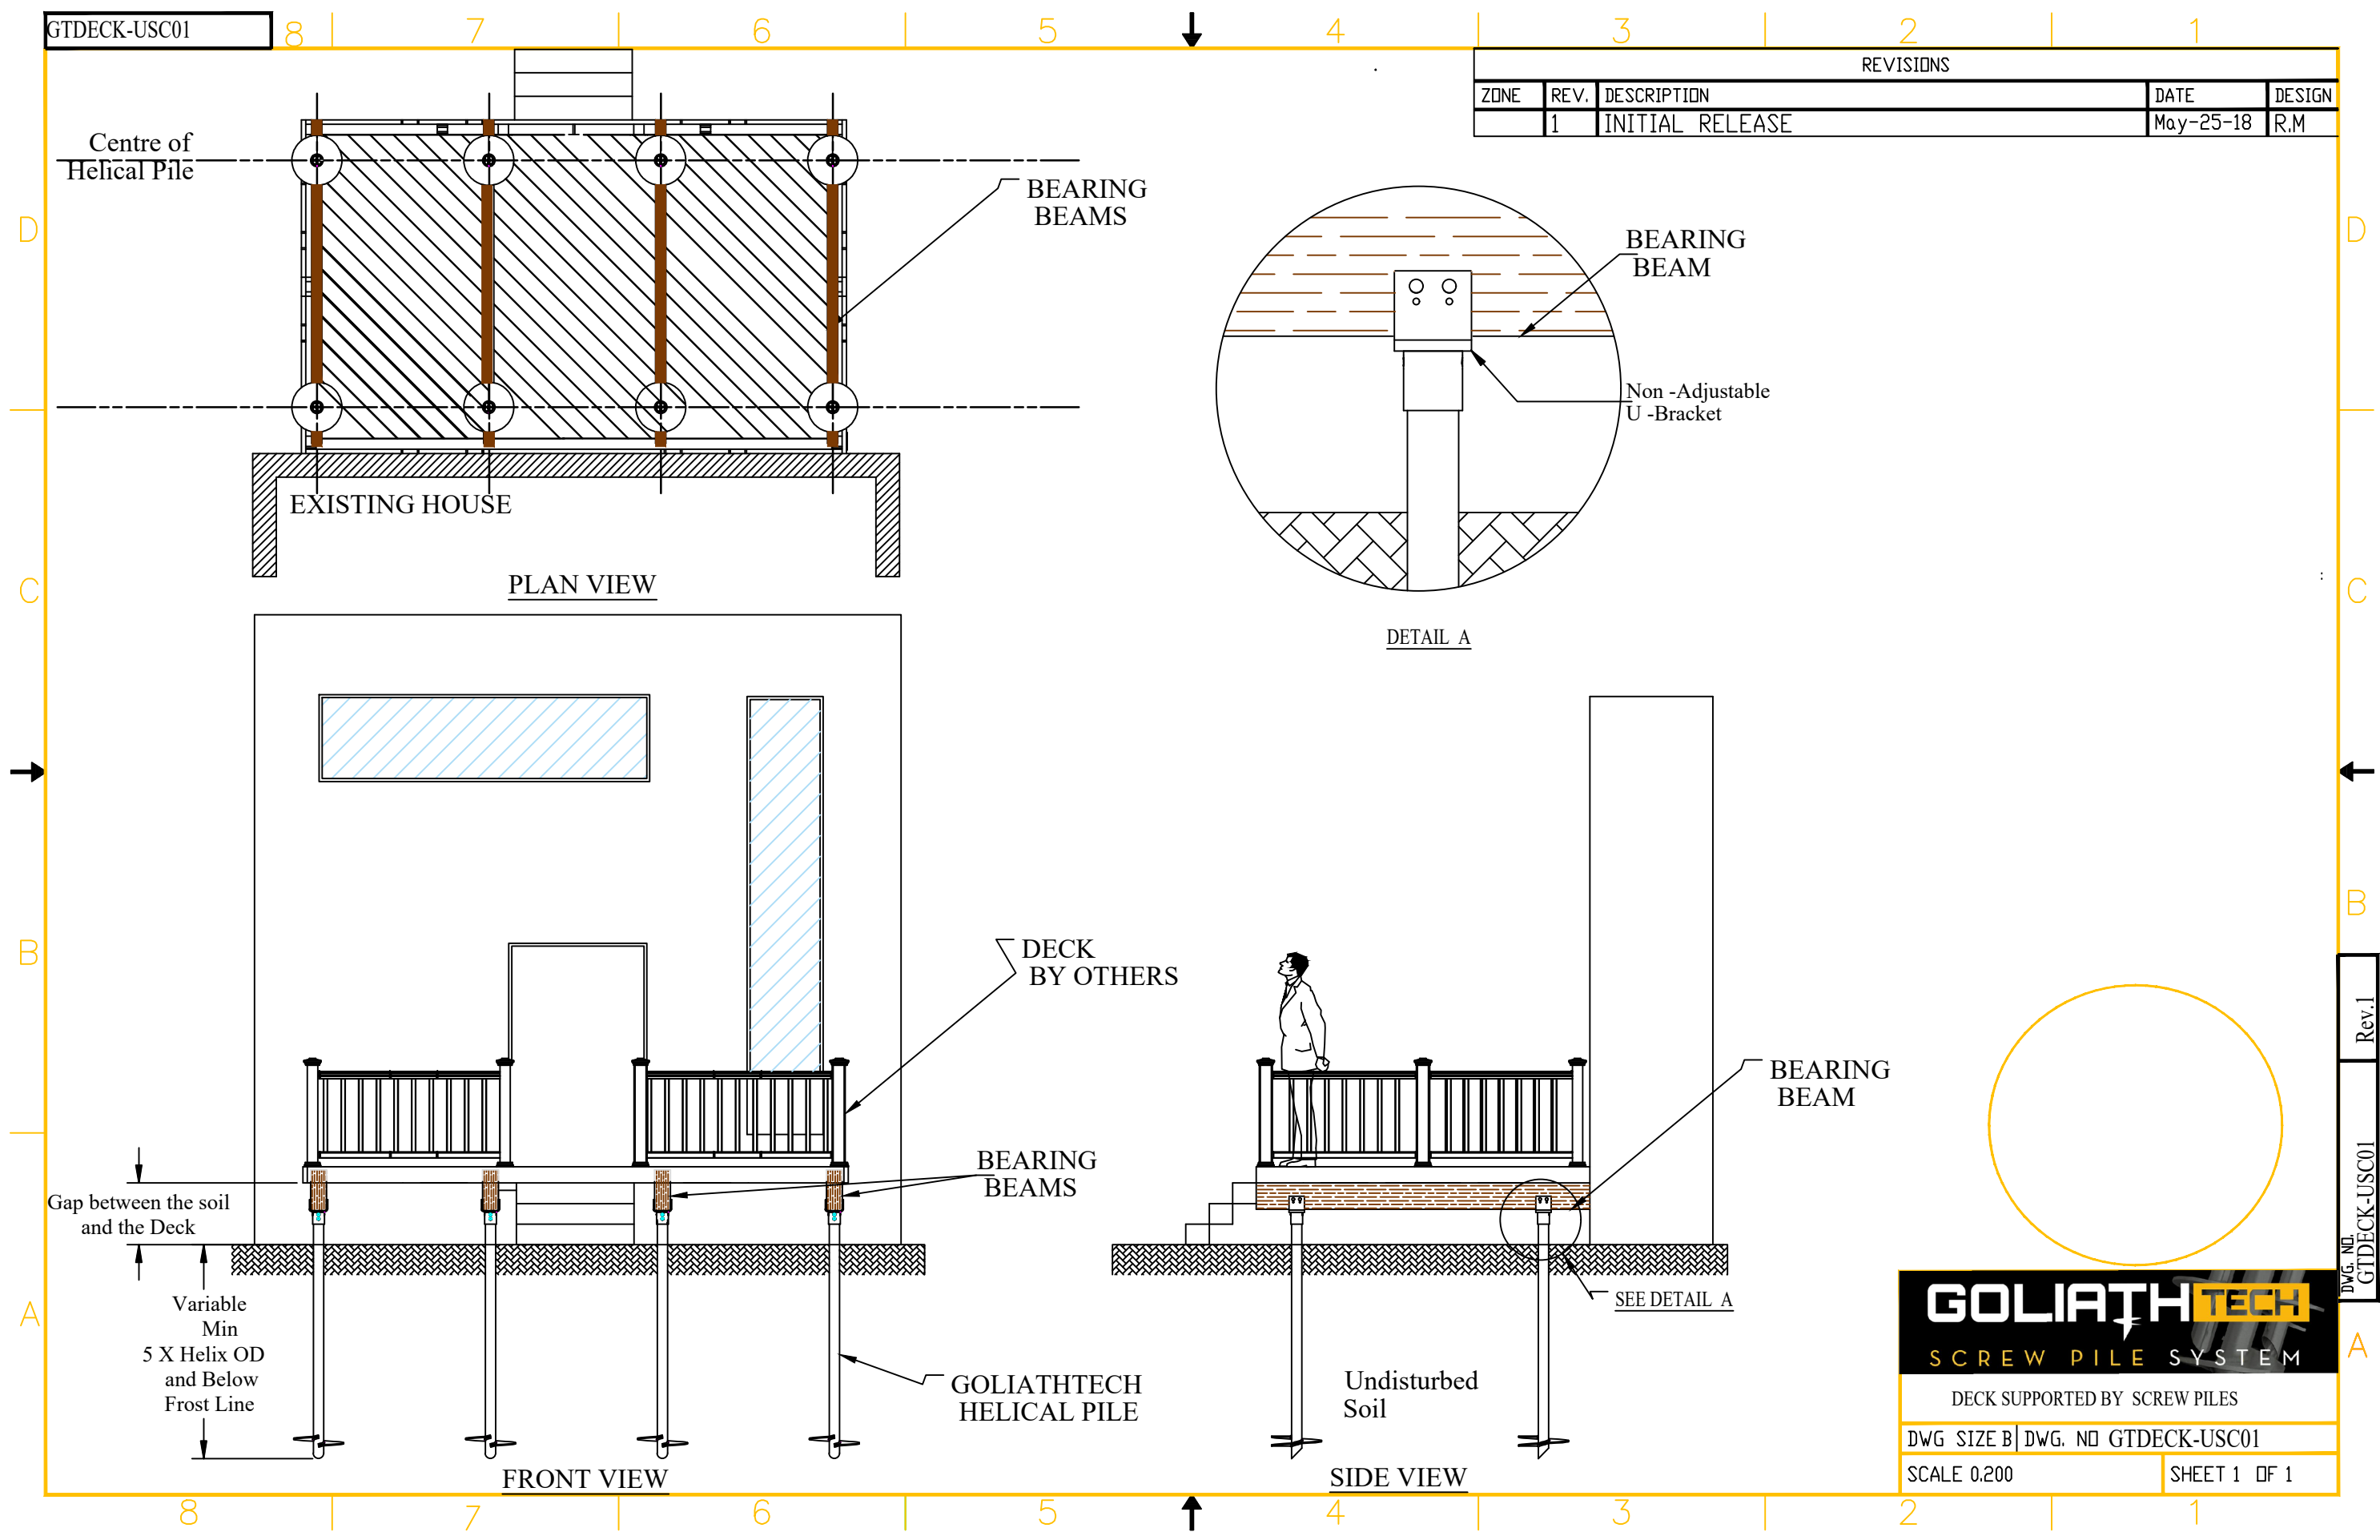 GTDECK-USC01
8 7 6 5 4 3 2 1
REVISIONS
ZONE REV. DESCRIPTION DATE DESIGN
1 INITIAL RELEASE May-25-18 R.M
Centre of
Helical Pile
BEARING
BEAMS
EXISTING HOUSE
PLAN VIEW
BEARING
BEAM
Non -Adjustable
U -Bracket
DETAIL A
D
D
C
C
B
B
A
A
DECK
BY OTHERS
BEARING
BEAMS
Gap between the soil
and the Deck
Variable
Min
5 X Helix OD
and Below
Frost Line
GOLIATHTECH
HELICAL PILE
FRONT VIEW
BEARING
BEAM
SEE DETAIL A
Undisturbed
Soil
SIDE VIEW
Rev.1
DWG. NO.
GTDECK-USC01
GOLIATHTECH
SCREW PILE SYSTEM
DECK SUPPORTED BY SCREW PILES
DWG SIZE B DWG. NO GTDECK-USC01
SCALE 0.200 SHEET 1 OF 1
8 7 6 5 4 3 2 1